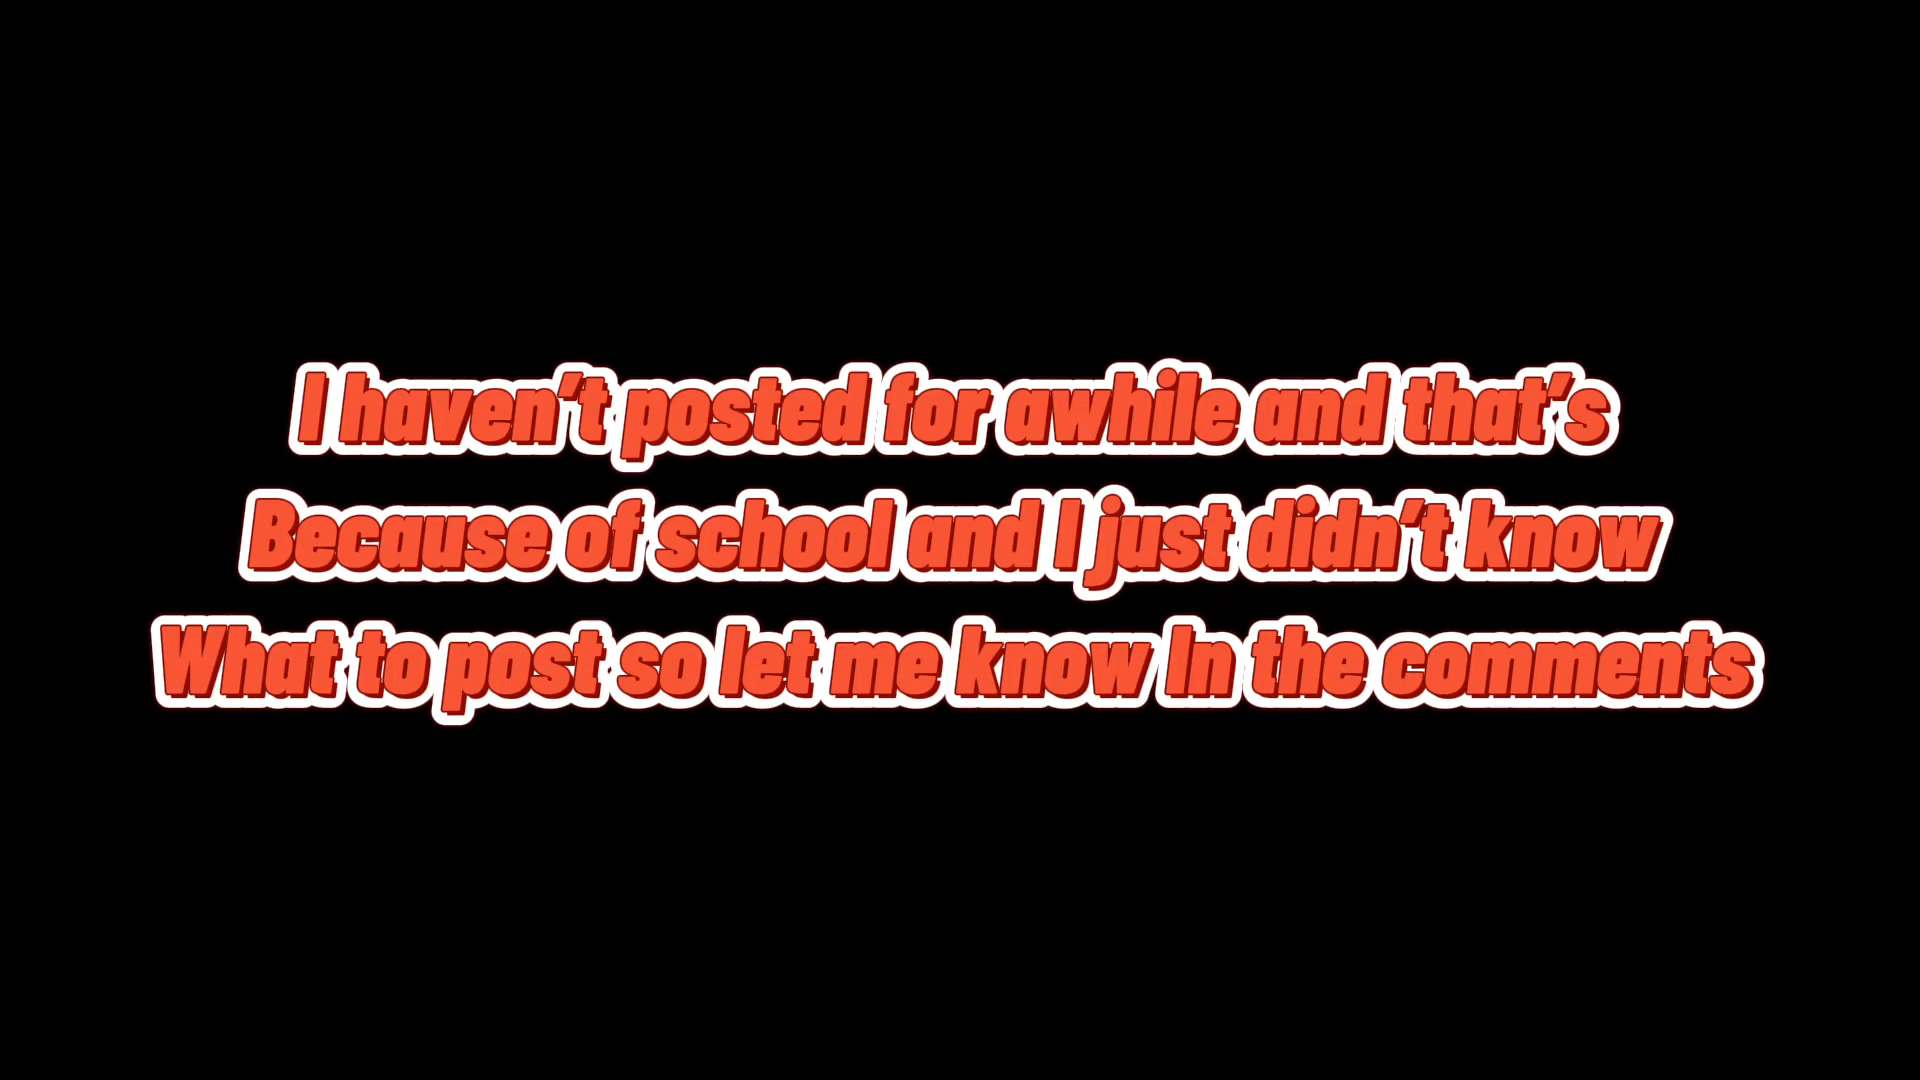 I haven't posted for awhile and that's
Because of school and I just didn't know
What to post so let me know In the comments